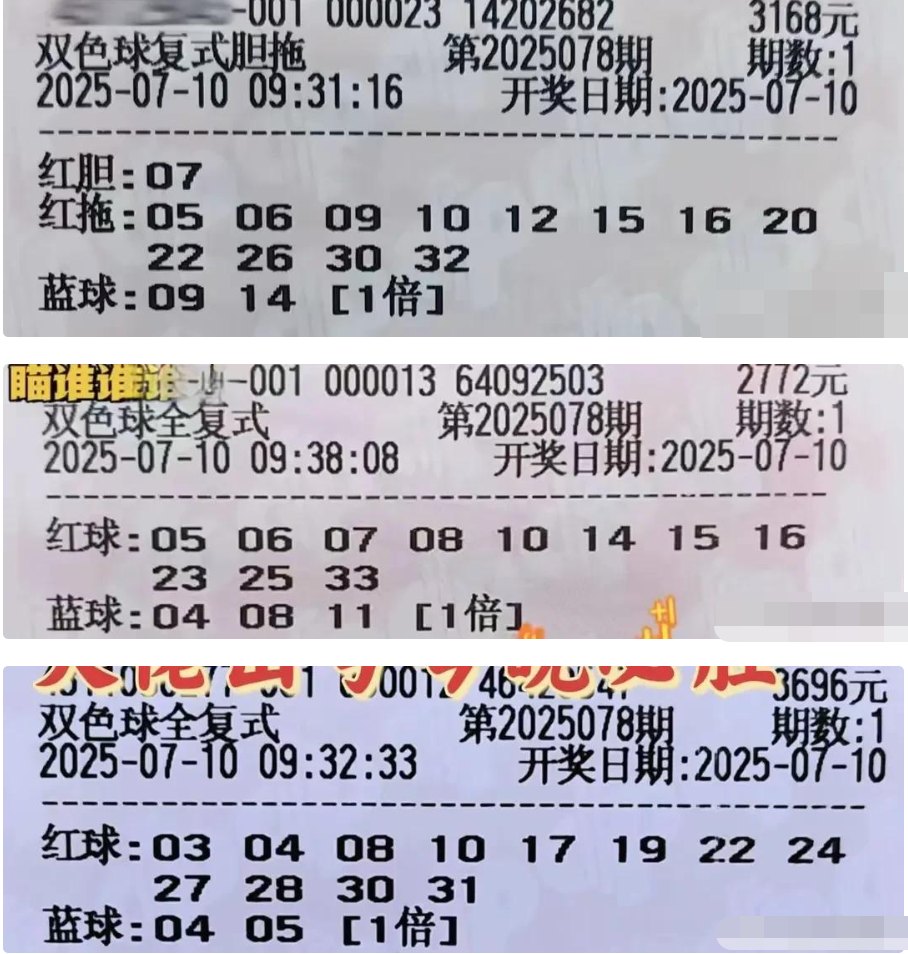 -001 000023 14202682 3168元
双色球复式胆拖 第2025078期 期数:1
2025-07-10 09:31:16 开奖日期:2025-07-10
红胆:07
红拖:05 06 09 10 12 15 16 20
22 26 30 32
蓝球:09 14 [1倍]
瞄谁谁谁 -001 000013 64092503 2772元
双色球全复式 第2025078期 期数:1
2025-07-10 09:38:08 开奖日期:2025-07-10
红球:05 06 07 08 10 14 15 16
23 25 33
蓝球:04 08 11 [1倍]
+1
3696元
双色球全复式 第2025078期 期数:1
2025-07-10 09:32:33 开奖日期:2025-07-10
红球:03 04 08 10 17 19 22 24
27 28 30 31
蓝球:04 05 [1倍]